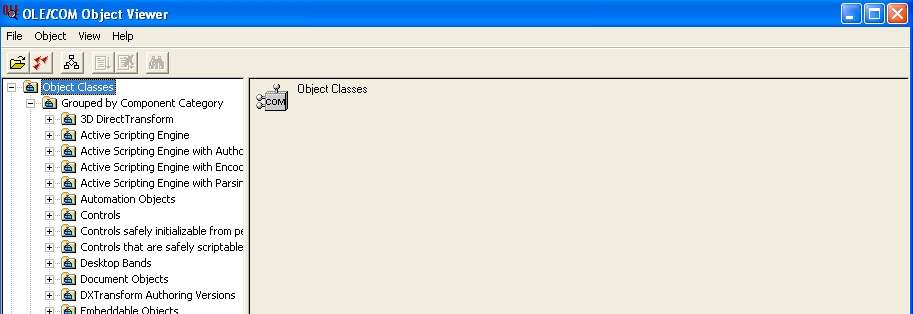 OLE/COM Object Viewer
File Object View Help
Object Classes
Grouped by Component Category
3D DirectTransform
Active Scripting Engine
Active Scripting Engine with Autho
Active Scripting Engine with Encoc
Active Scripting Engine with Parsin
Automation Objects
Controls
Controls safely initializable from pe
Controls that are safely scriptable
Desktop Bands
Document Objects
DXTransform Authoring Versions
Embeddable Objects
COM
Object Classes